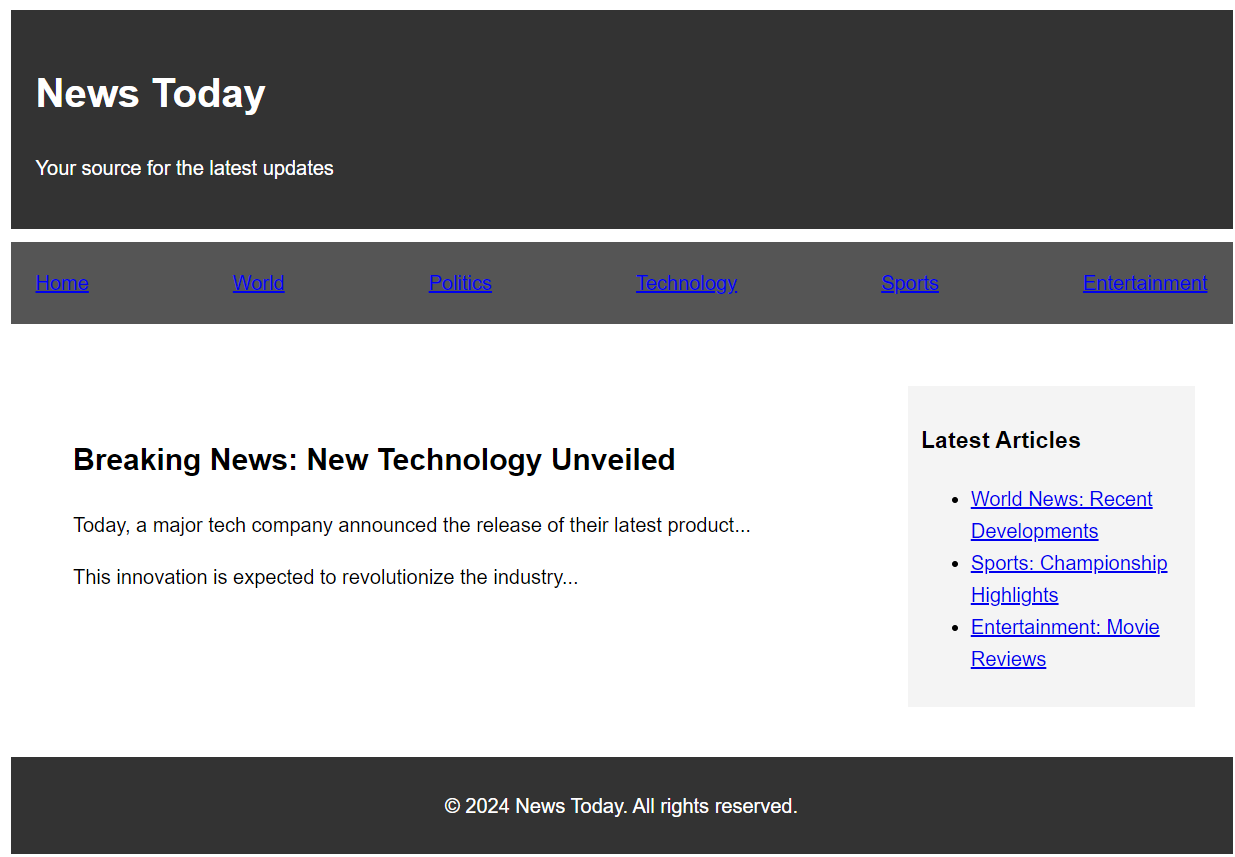 News Today
Your source for the latest updates
Home World Politics Technology Sports Entertainment
Breaking News: New Technology Unveiled
Today, a major tech company announced the release of their latest product...
This innovation is expected to revolutionize the industry...
Latest Articles
World News: Recent
Developments
Sports: Championship
Highlights
Entertainment: Movie
Reviews
© 2024 News Today. All rights reserved.